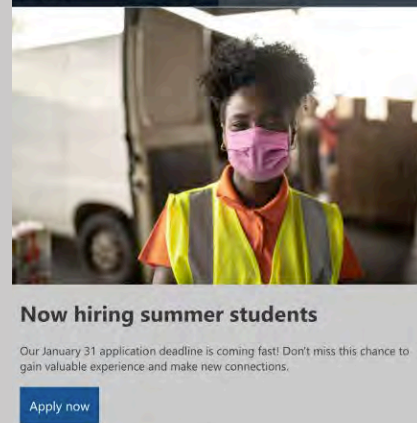 Now hiring summer students
Our January 31 application deadline is coming fast! Don't miss this chance to
gain valuable experience and make new connections.
Apply now